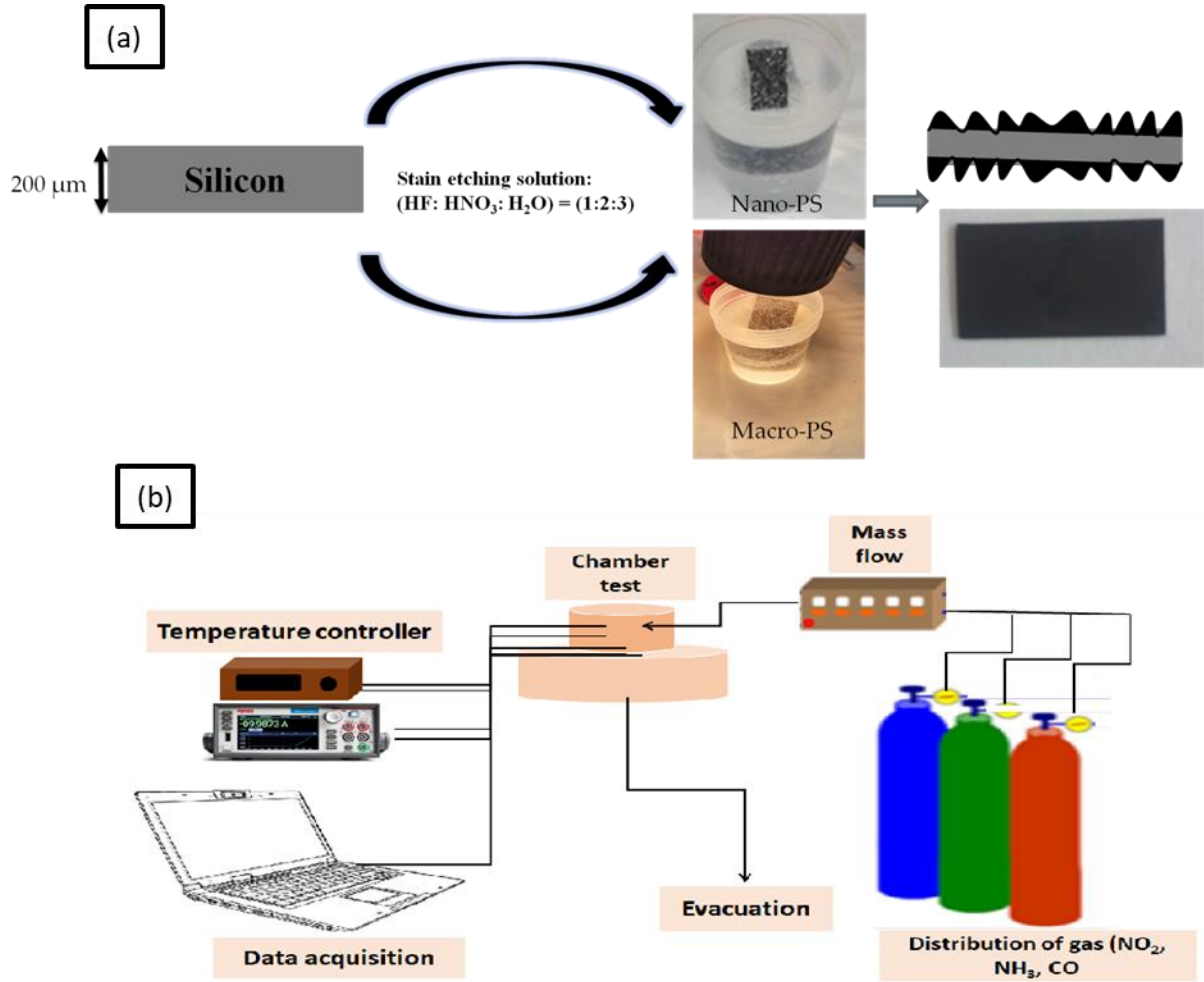 (a)
200 μm
Silicon
Stain etching solution:
(HF: HNO₃: H₂O) = (1:2:3)
Nano-PS
Macro-PS
(b)
Mass
flow
Chamber
test
Temperature controller
Evacuation
Data acquisition
Distribution of gas (NO₂,
NH₃, CO